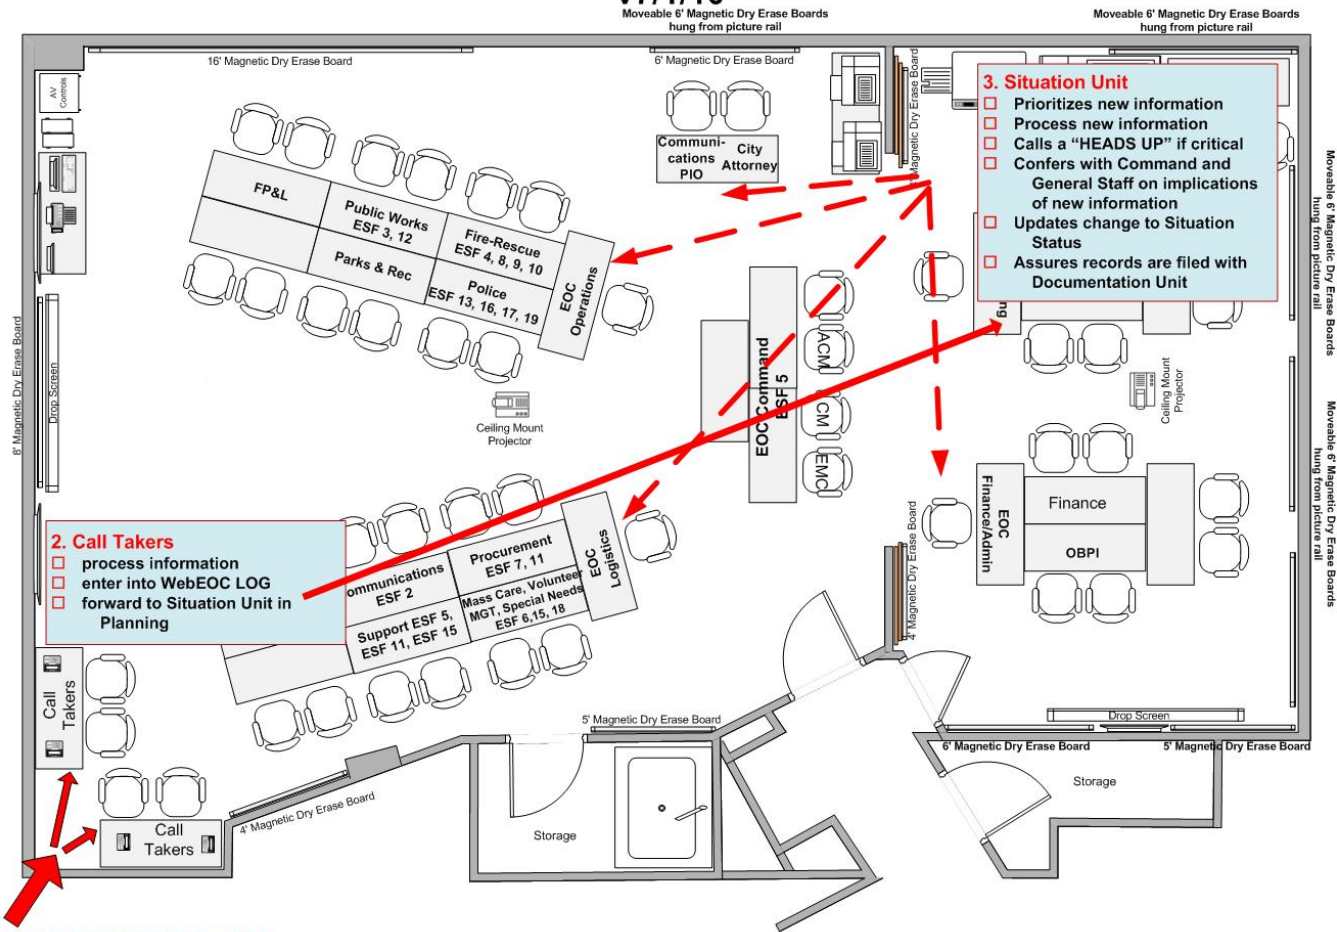 Moveable 6' Magnetic Dry Erase Boards
hung from picture rail
Moveable 6' Magnetic Dry Erase Boards
hung from picture rail
16' Magnetic Dry Erase Board
6' Magnetic Dry Erase Board
Magnetic Dry Erase Board
AV
Controls
3. Situation Unit
Prioritizes new information
Process new information
Calls a “HEADS UP” if critical
Confers with Command and
General Staff on implications
of new information
Updates change to Situation
Status
Assures records are filed with
Documentation Unit
Communi-
cations
PIO
City
Attorney
FP&L
Public Works
ESF 3, 12
Fire-Rescue
ESF 4, 8, 9, 10
Parks & Rec
Police
ESF 13, 16, 17, 19
EOC
Operations
Moveable 6' Magnetic Dry Erase Boards
hung from picture rail
8' Magnetic Dry Erase Board
Drop Screen
Ceiling Mount
Projector
EOC Command
ESF 5
ACM
CM
EMC
ng
Ceiling Mount
Projector
Moveable 6' Magnetic Dry Erase Boards
hung from picture rail
EOC
Finance/Admin
Finance
OBPI
2. Call Takers
process information
enter into WebEOC LOG
forward to Situation Unit in
Planning
ommunications
ESF 2
Procurement
ESF 7, 11
Support ESF 5,
11, ESF 15
Mass Care, Volunteer
MGT, Special Needs
ESF 6,15, 18
EOC
Logistics
4' Magnetic Dry Erase Board
Call
Takers
Call
Takers
4' Magnetic Dry Erase Board
5' Magnetic Dry Erase Board
Storage
Drop Screen
6' Magnetic Dry Erase Board
5' Magnetic Dry Erase Board
Storage